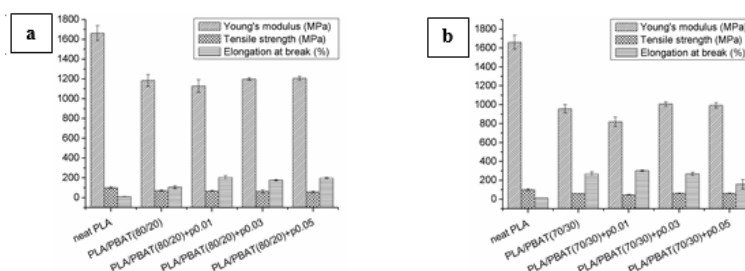 a
Young's modulus (MPa)
Tensile strength (MPa)
Elongation at break (%)
1800
1600
1400
1200
1000
800
600
400
200
0
neat PLA
PLA/PBAT(80/20)
PLA/PBAT(80/20)+p0.01
PLA/PBAT(80/20)+p0.03
PLA/PBAT(80/20)+p0.05
b
Young's modulus (MPa)
Tensile strength (MPa)
Elongation at break (%)
1800
1600
1400
1200
1000
800
600
400
200
0
neat PLA
PLA/PBAT(70/30)
PLA/PBAT(70/30)+p0.01
PLA/PBAT(70/30)+p0.03
PLA/PBAT(70/30)+p0.05